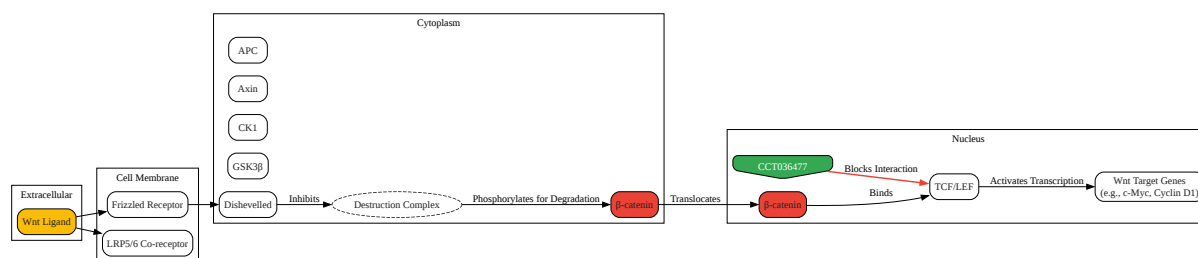 Extracellular
Wnt Ligand
Cell Membrane
Frizzled Receptor
LRP5/6 Co-receptor
Cytoplasm
APC
Axin
CK1
GSK3β
Dishevelled
Inhibits
Destruction Complex
Phosphorylates for Degradation
β-catenin
Translocates
Nucleus
CCT036477
Blocks Interaction
β-catenin
Binds
TCF/LEF
Activates Transcription
Wnt Target Genes
(e.g., c-Myc, Cyclin D1)